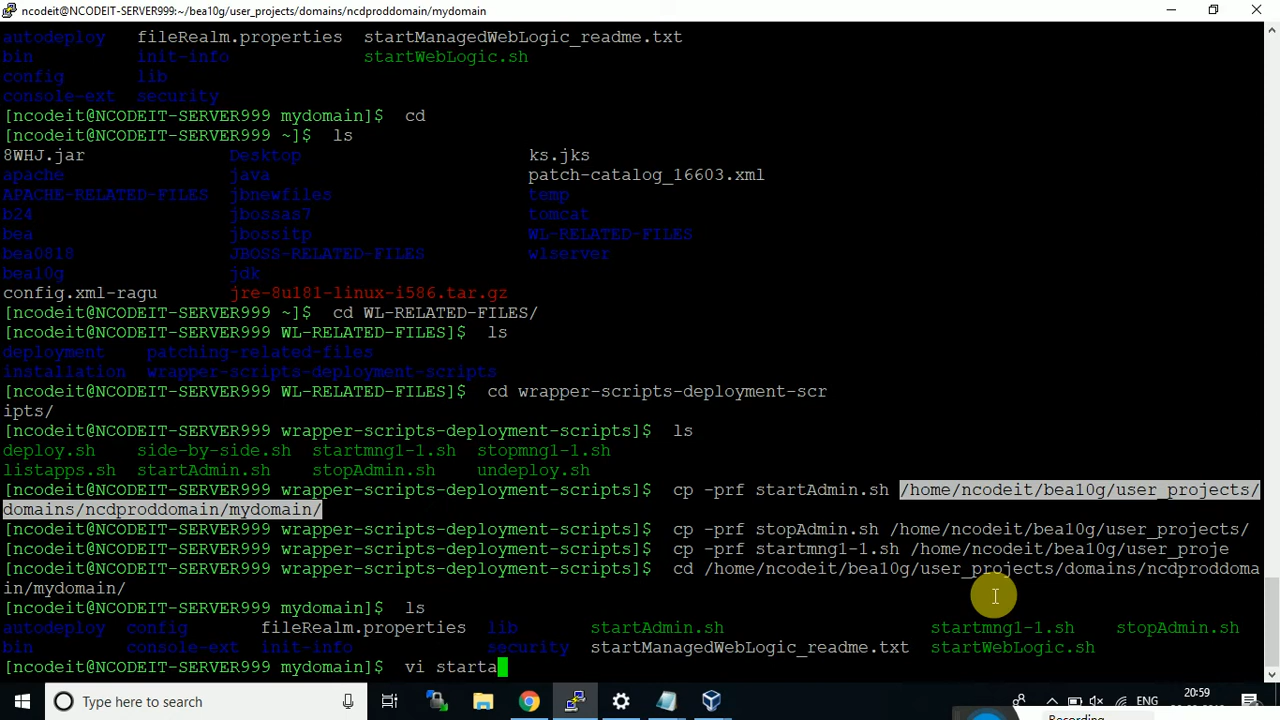 ncodeit@NCODEIT-SERVER999:~/bea10g/user_projects/domains/ncdproddomain/mydomain
autodeploy fileRealm.properties startManagedWebLogic_readme.txt
bin init-info startWebLogic.sh
config lib
console-ext security
[ncodeit@NCODEIT-SERVER999 mydomain]$ cd
[ncodeit@NCODEIT-SERVER999 ~]$ ls
8WHJ.jar Desktop ks.jks
apache java patch-catalog_16603.xml
APACHE-RELATED-FILES jbnewfiles temp
b24 jbossas7 tomcat
bea jbossitp WL-RELATED-FILES
bea0818 JBOSS-RELATED-FILES wlserver
bea10g jdk
config.xml-ragu jre-8u181-linux-i586.tar.gz
[ncodeit@NCODEIT-SERVER999 ~]$ cd WL-RELATED-FILES/
[ncodeit@NCODEIT-SERVER999 WL-RELATED-FILES]$ ls
deployment patching-related-files
installation wrapper-scripts-deployment-scripts
[ncodeit@NCODEIT-SERVER999 WL-RELATED-FILES]$ cd wrapper-scripts-deployment-scr
ipts/
[ncodeit@NCODEIT-SERVER999 wrapper-scripts-deployment-scripts]$ ls
deploy.sh side-by-side.sh startmng1-1.sh stopmng1-1.sh
listapps.sh startAdmin.sh stopAdmin.sh undeploy.sh
[ncodeit@NCODEIT-SERVER999 wrapper-scripts-deployment-scripts]$ cp -prf startAdmin.sh /home/ncodeit/bea10g/user_projects/
domains/ncdproddomain/mydomain/
[ncodeit@NCODEIT-SERVER999 wrapper-scripts-deployment-scripts]$ cp -prf stopAdmin.sh /home/ncodeit/bea10g/user_projects/
[ncodeit@NCODEIT-SERVER999 wrapper-scripts-deployment-scripts]$ cp -prf startmng1-1.sh /home/ncodeit/bea10g/user_proje
[ncodeit@NCODEIT-SERVER999 wrapper-scripts-deployment-scripts]$ cd /home/ncodeit/bea10g/user_projects/domains/ncdproddoma
in/mydomain/
[ncodeit@NCODEIT-SERVER999 mydomain]$ ls
autodeploy config fileRealm.properties lib startAdmin.sh startmng1-1.sh stopAdmin.sh
bin console-ext init-info security startManagedWebLogic_readme.txt startWebLogic.sh
[ncodeit@NCODEIT-SERVER999 mydomain]$ vi starta
Type here to search
ENG
20:59
Recording